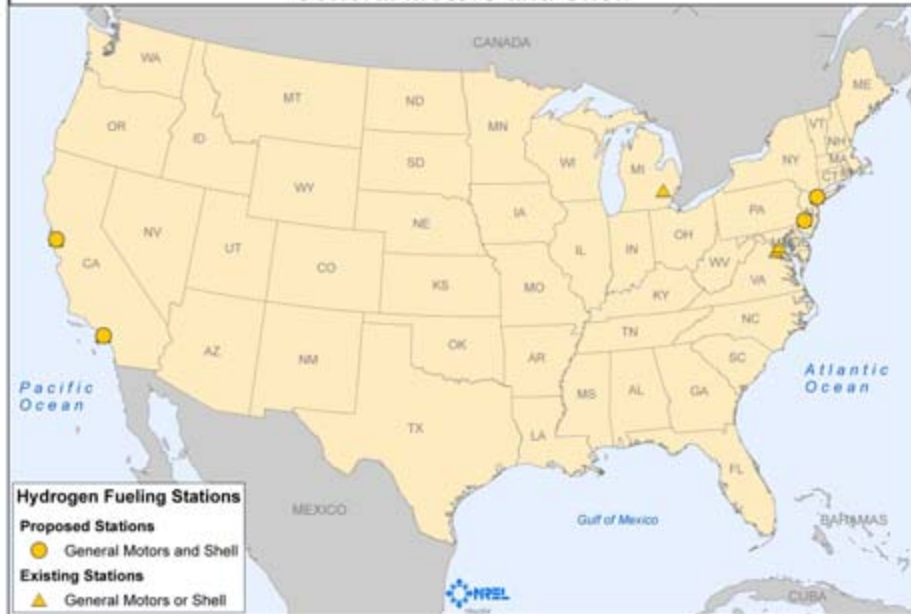 CANADA
WA
MT
ND
MN
ME
VT
NH
OR
ID
SD
WI
MI
NY
MA
CT
WY
IA
PA
NE
NV
UT
CO
IL
IN
OH
CA
KS
MO
WV
VA
KY
NC
TN
AZ
NM
OK
AR
SC
MS
AL
GA
Pacific
Ocean
Atlantic
Ocean
TX
LA
FL
Hydrogen Fueling Stations
Proposed Stations
General Motors and Shell
Existing Stations
General Motors or Shell
MEXICO
Gulf of Mexico
BAHAMAS
CUBA
NREL